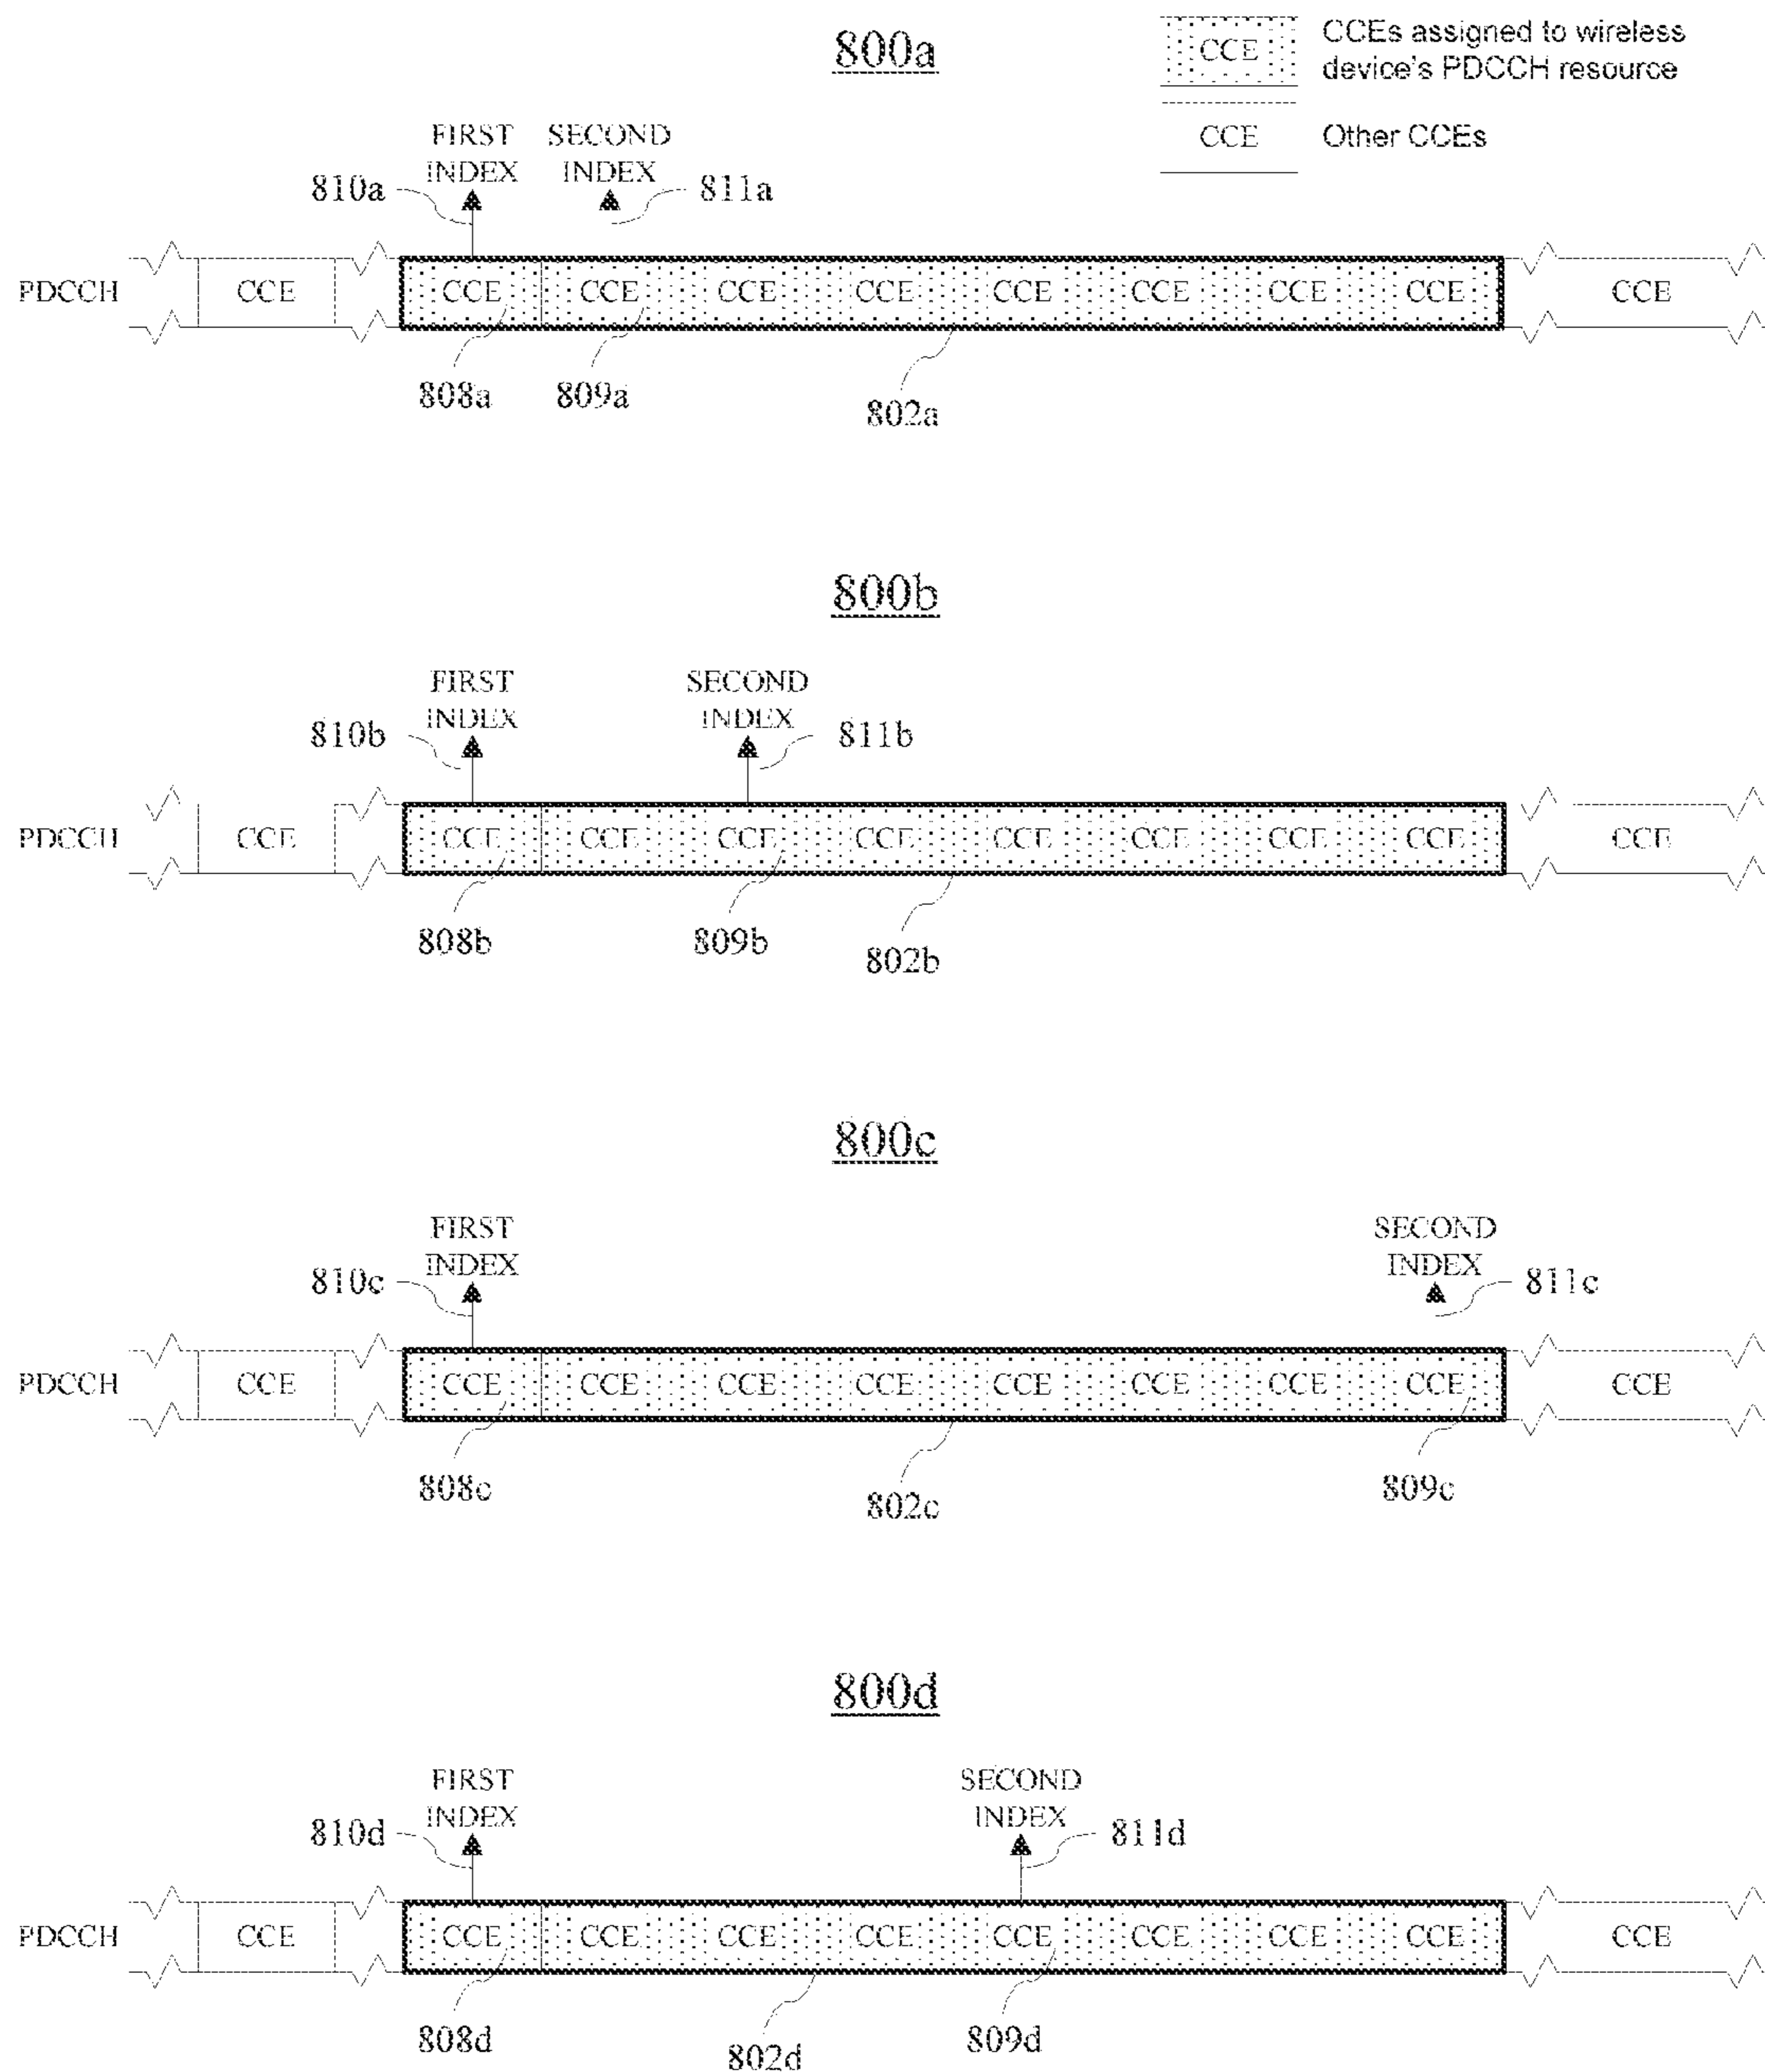 800a
CCE CCEs assigned to wireless
device's PDCCH resource
CCE Other CCEs
FIRST SECOND
INDEX INDEX
810a 811a
PDCCH CCE CCE CCE CCE CCE CCE CCE CCE CCE CCE
808a 809a 802a
800b
FIRST SECOND
INDEX INDEX
810b 811b
PDCCH CCE CCE CCE CCE CCE CCE CCE CCE CCE CCE
808b 809b 802b
800c
FIRST SECOND
INDEX INDEX
810c 811c
PDCCH CCE CCE CCE CCE CCE CCE CCE CCE CCE CCE
808c 802c 809c
800d
FIRST SECOND
INDEX INDEX
810d 811d
PDCCH CCE CCE CCE CCE CCE CCE CCE CCE CCE CCE
808d 802d 809d